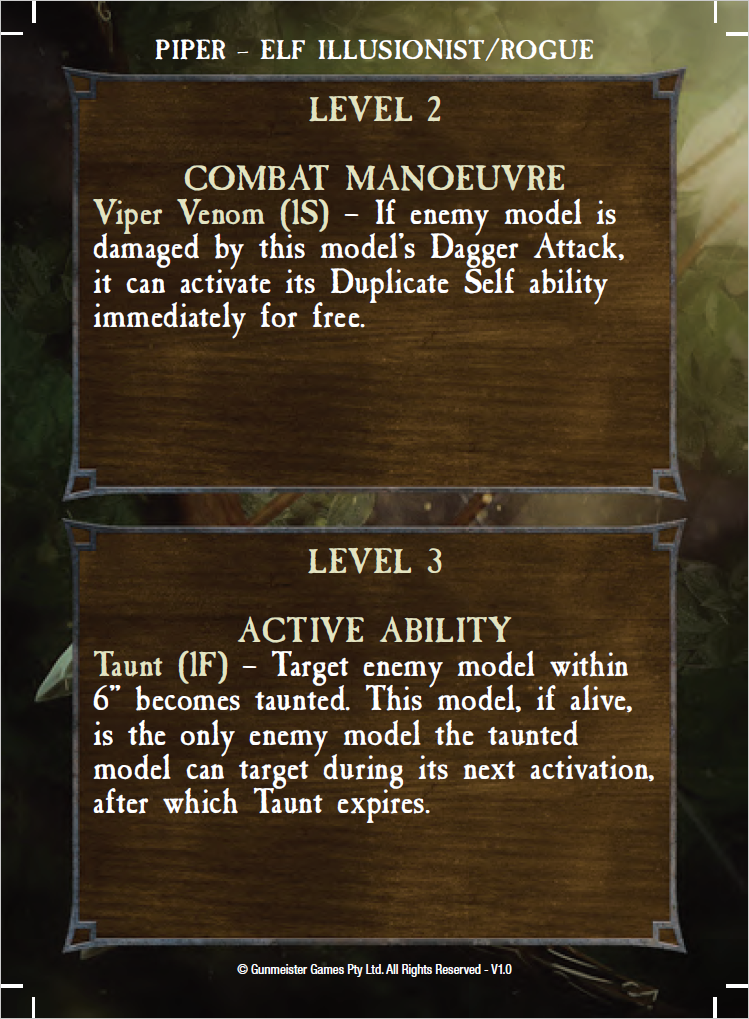 PIPER – ELF ILLUSIONIST/ROGUE
LEVEL 2
COMBAT MANOEUVRE
Viper Venom (1S) – If enemy model is
damaged by this model's Dagger Attack,
it can activate its Duplicate Self ability
immediately for free.
LEVEL 3
ACTIVE ABILITY
Taunt (1F) – Target enemy model within
6" becomes taunted. This model, if alive,
is the only enemy model the taunted
model can target during its next activation,
after which Taunt expires.
© Gunmeister Games Pty Ltd. All Rights Reserved - V1.0